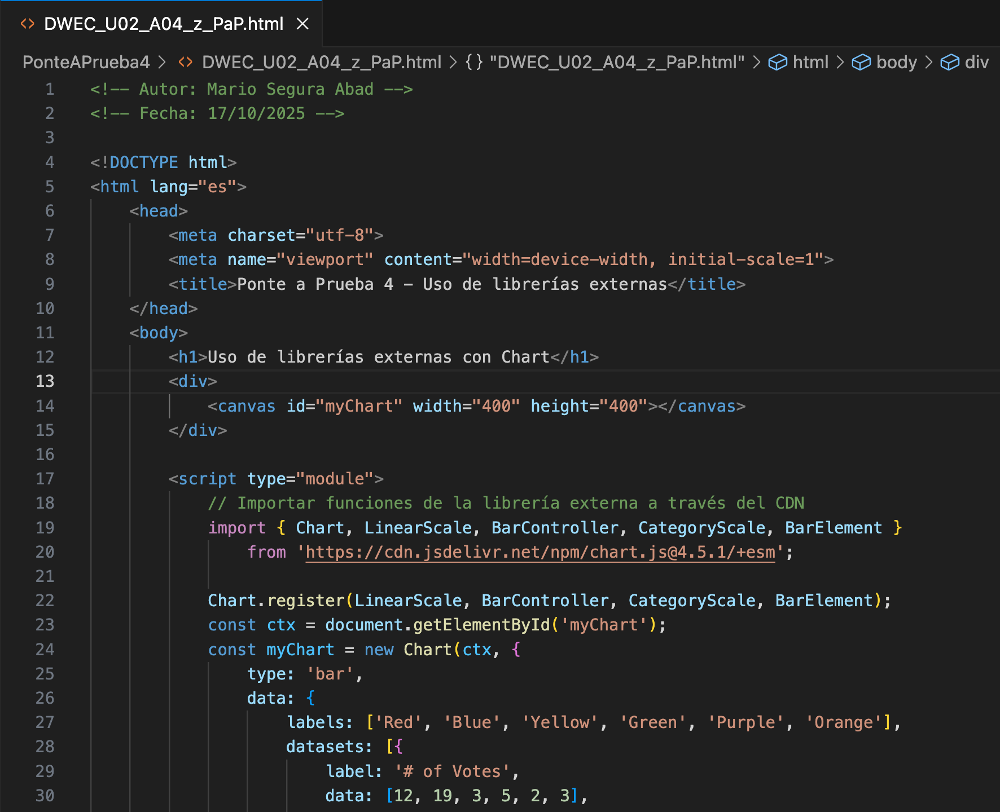 DWEC_U02_A04_z_PaP.html
PonteAPrueba4 > DWEC_U02_A04_z_PaP.html > {} "DWEC_U02_A04_z_PaP.html" > html > body > div
1 <!-- Autor: Mario Segura Abad -->
2 <!-- Fecha: 17/10/2025 -->
3
4 <!DOCTYPE html>
5 <html lang="es">
6     <head>
7         <meta charset="utf-8">
8         <meta name="viewport" content="width=device-width, initial-scale=1">
9         <title>Ponte a Prueba 4 - Uso de librerías externas</title>
10     </head>
11     <body>
12         <h1>Uso de librerías externas con Chart</h1>
13         <div>
14             <canvas id="myChart" width="400" height="400"></canvas>
15         </div>
16
17         <script type="module">
18             // Importar funciones de la librería externa a través del CDN
19             import { Chart, LinearScale, BarController, CategoryScale, BarElement }
20                 from 'https://cdn.jsdelivr.net/npm/chart.js@4.5.1/+esm';
21
22             Chart.register(LinearScale, BarController, CategoryScale, BarElement);
23             const ctx = document.getElementById('myChart');
24             const myChart = new Chart(ctx, {
25                 type: 'bar',
26                 data: {
27                     labels: ['Red', 'Blue', 'Yellow', 'Green', 'Purple', 'Orange'],
28                     datasets: [{
29                         label: '# of Votes',
30                         data: [12, 19, 3, 5, 2, 3],